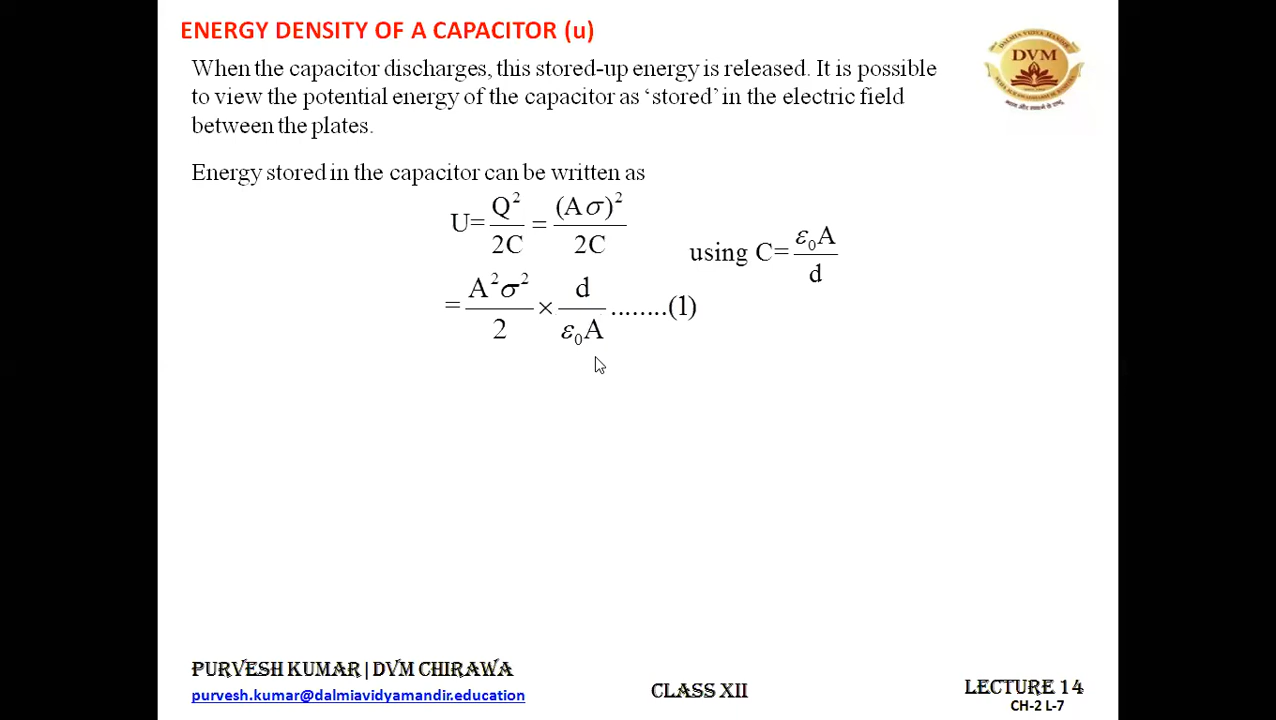 ENERGY DENSITY OF A CAPACITOR (u)
When the capacitor discharges, this stored-up energy is released. It is possible
to view the potential energy of the capacitor as ‘stored’ in the electric field
between the plates.
DVM
Energy stored in the capacitor can be written as
U= Q²/2C = (Aσ)²/2C
using C= ε₀A/d
= A²σ²/2 × d/ε₀A ........(1)
PURVESH KUMAR | DVM CHIRAWA
purvesh.kumar@dalmiavidyamandir.education
CLASS XII
LECTURE 14
CH-2 L-7